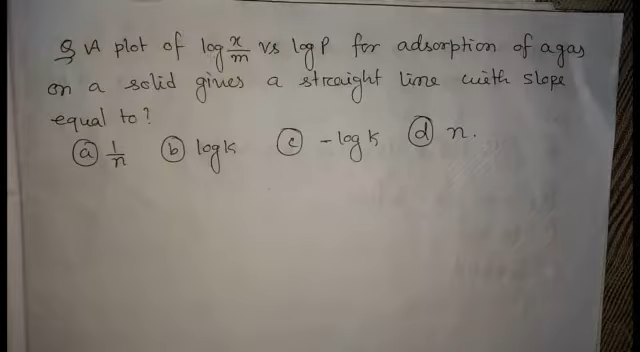 Q A plot of log x/m vs log P for adsorption of a gas
on a solid gives a straight line with slope
equal to?
(a) 1/n (b) log K (c) - log K (d) n.